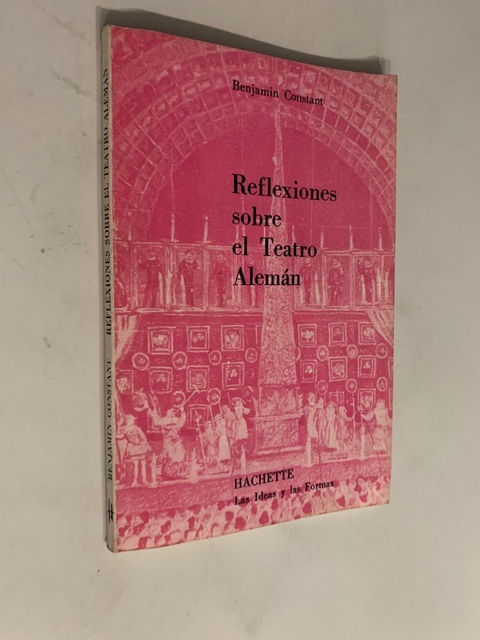 Benjamin Constant
Reflexiones
sobre
el Teatro
Alemán
HACHETTE
Las Ideas y las Formas
BENJAMIN CONSTANT REFLEXIONES SOBRE EL TEATRO ALEMAN
H